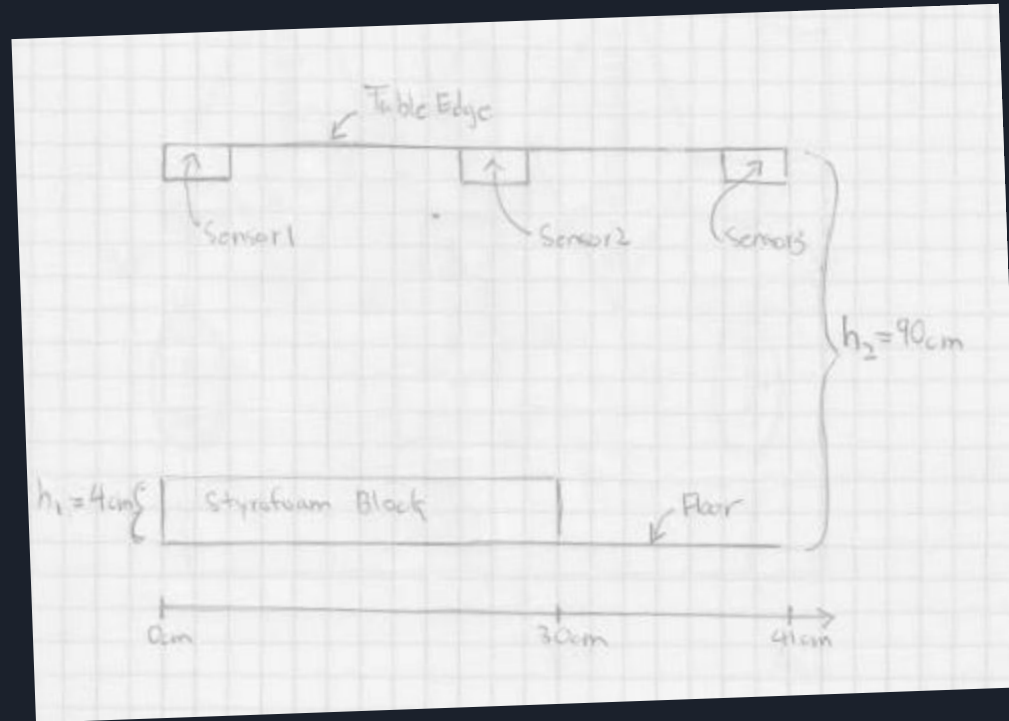 Table Edge
Sensor1
Sensor2
Sensor3
h₂=90cm
h₁=4cm
Styrofoam Block
Floor
0cm
30cm
41cm